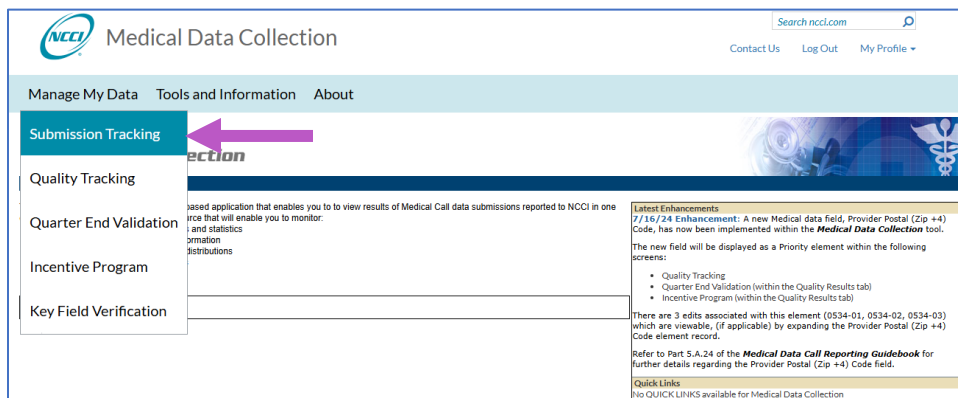 Search ncci.com
NCCI
Medical Data Collection
Contact Us Log Out My Profile
Manage My Data Tools and Information About
Submission Tracking
Quality Tracking
Quarter End Validation
Incentive Program
Key Field Verification
ection
based application that enables you to to view results of Medical Call data submissions reported to NCCI in one
urce that will enable you to monitor:
s and statistics
ormation
distributions
Latest Enhancements
7/16/24 Enhancement: A new Medical data field, Provider Postal (Zip +4)
Code, has now been implemented within the Medical Data Collection tool.
The new field will be displayed as a Priority element within the following
screens:
Quality Tracking
Quarter End Validation (within the Quality Results tab)
Incentive Program (within the Quality Results tab)
There are 3 edits associated with this element (0534-01, 0534-02, 0534-03)
which are viewable, (if applicable) by expanding the Provider Postal (Zip +4)
Code element record.
Refer to Part 5.A.24 of the Medical Data Call Reporting Guidebook for
further details regarding the Provider Postal (Zip +4) Code field.
Quick Links
No QUICK LINKS available for Medical Data Collection